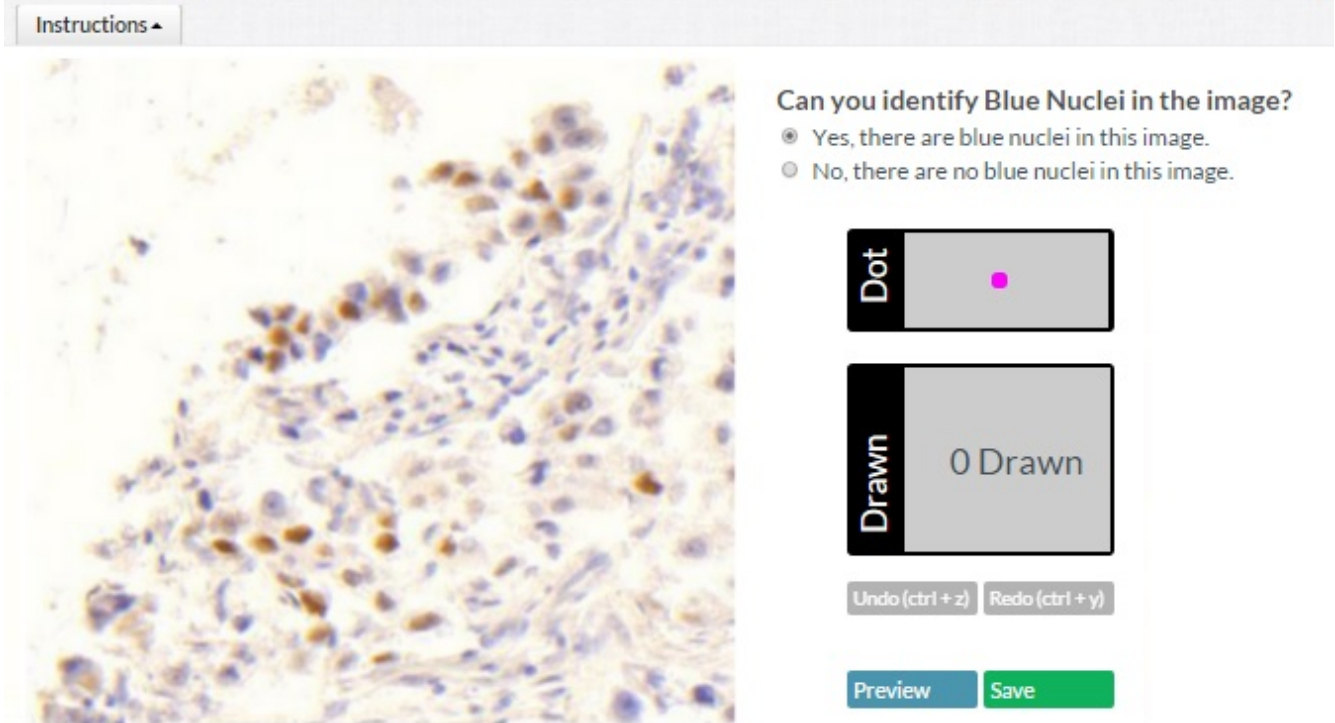 Instructions
Can you identify Blue Nuclei in the image?
Yes, there are blue nuclei in this image.
No, there are no blue nuclei in this image.
Dot
Drawn
0 Drawn
Undo (ctrl + z) Redo (ctrl + y)
Preview Save